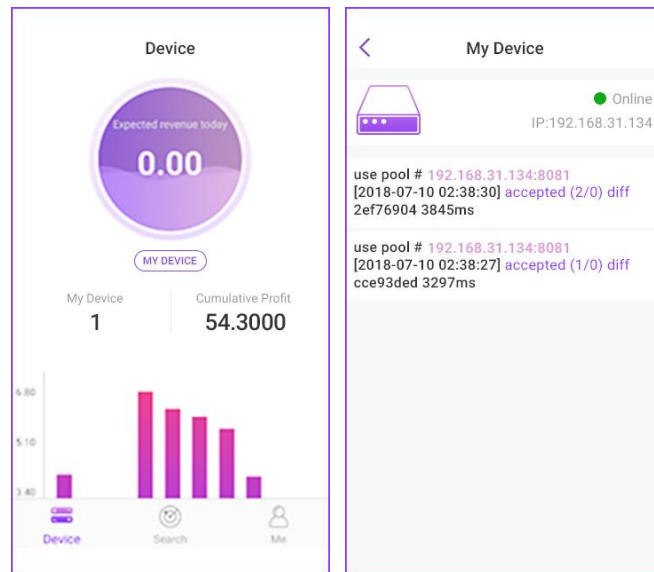 Device
Expected revenue today
0.00
MY DEVICE
My Device
1
Cumulative Profit
54.3000
6.80
5.10
3.40
Device
Search
Me
My Device
Online
IP:192.168.31.134
use pool # 192.168.31.134:8081
[2018-07-10 02:38:30] accepted (2/0) diff
2ef76904 3845ms
use pool # 192.168.31.134:8081
[2018-07-10 02:38:27] accepted (1/0) diff
cce93ded 3297ms